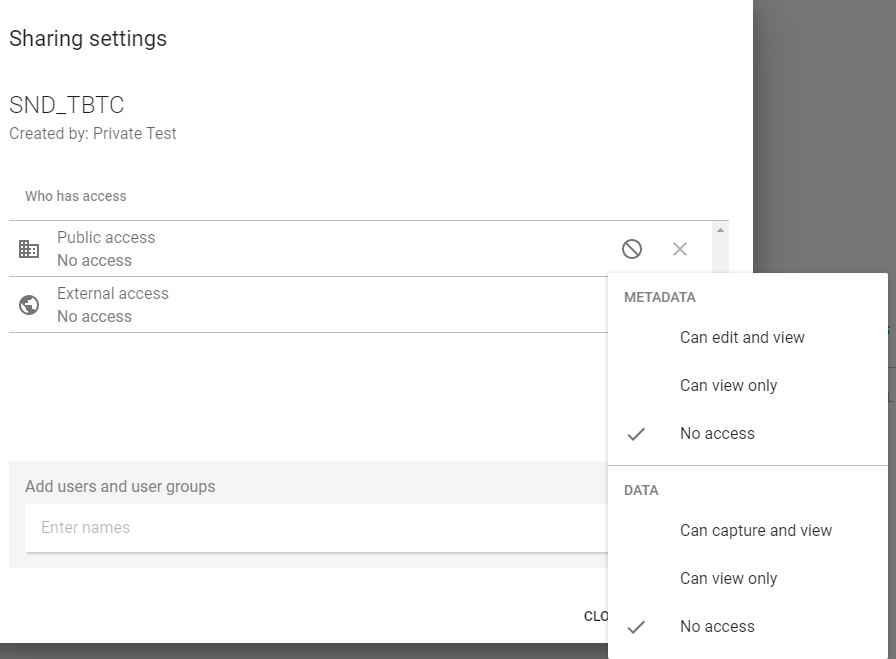 Sharing settings
SND_TBTC
Created by: Private Test
Who has access
Public access
No access
External access
No access
METADATA
Can edit and view
Can view only
No access
DATA
Can capture and view
Can view only
No access
Add users and user groups
Enter names